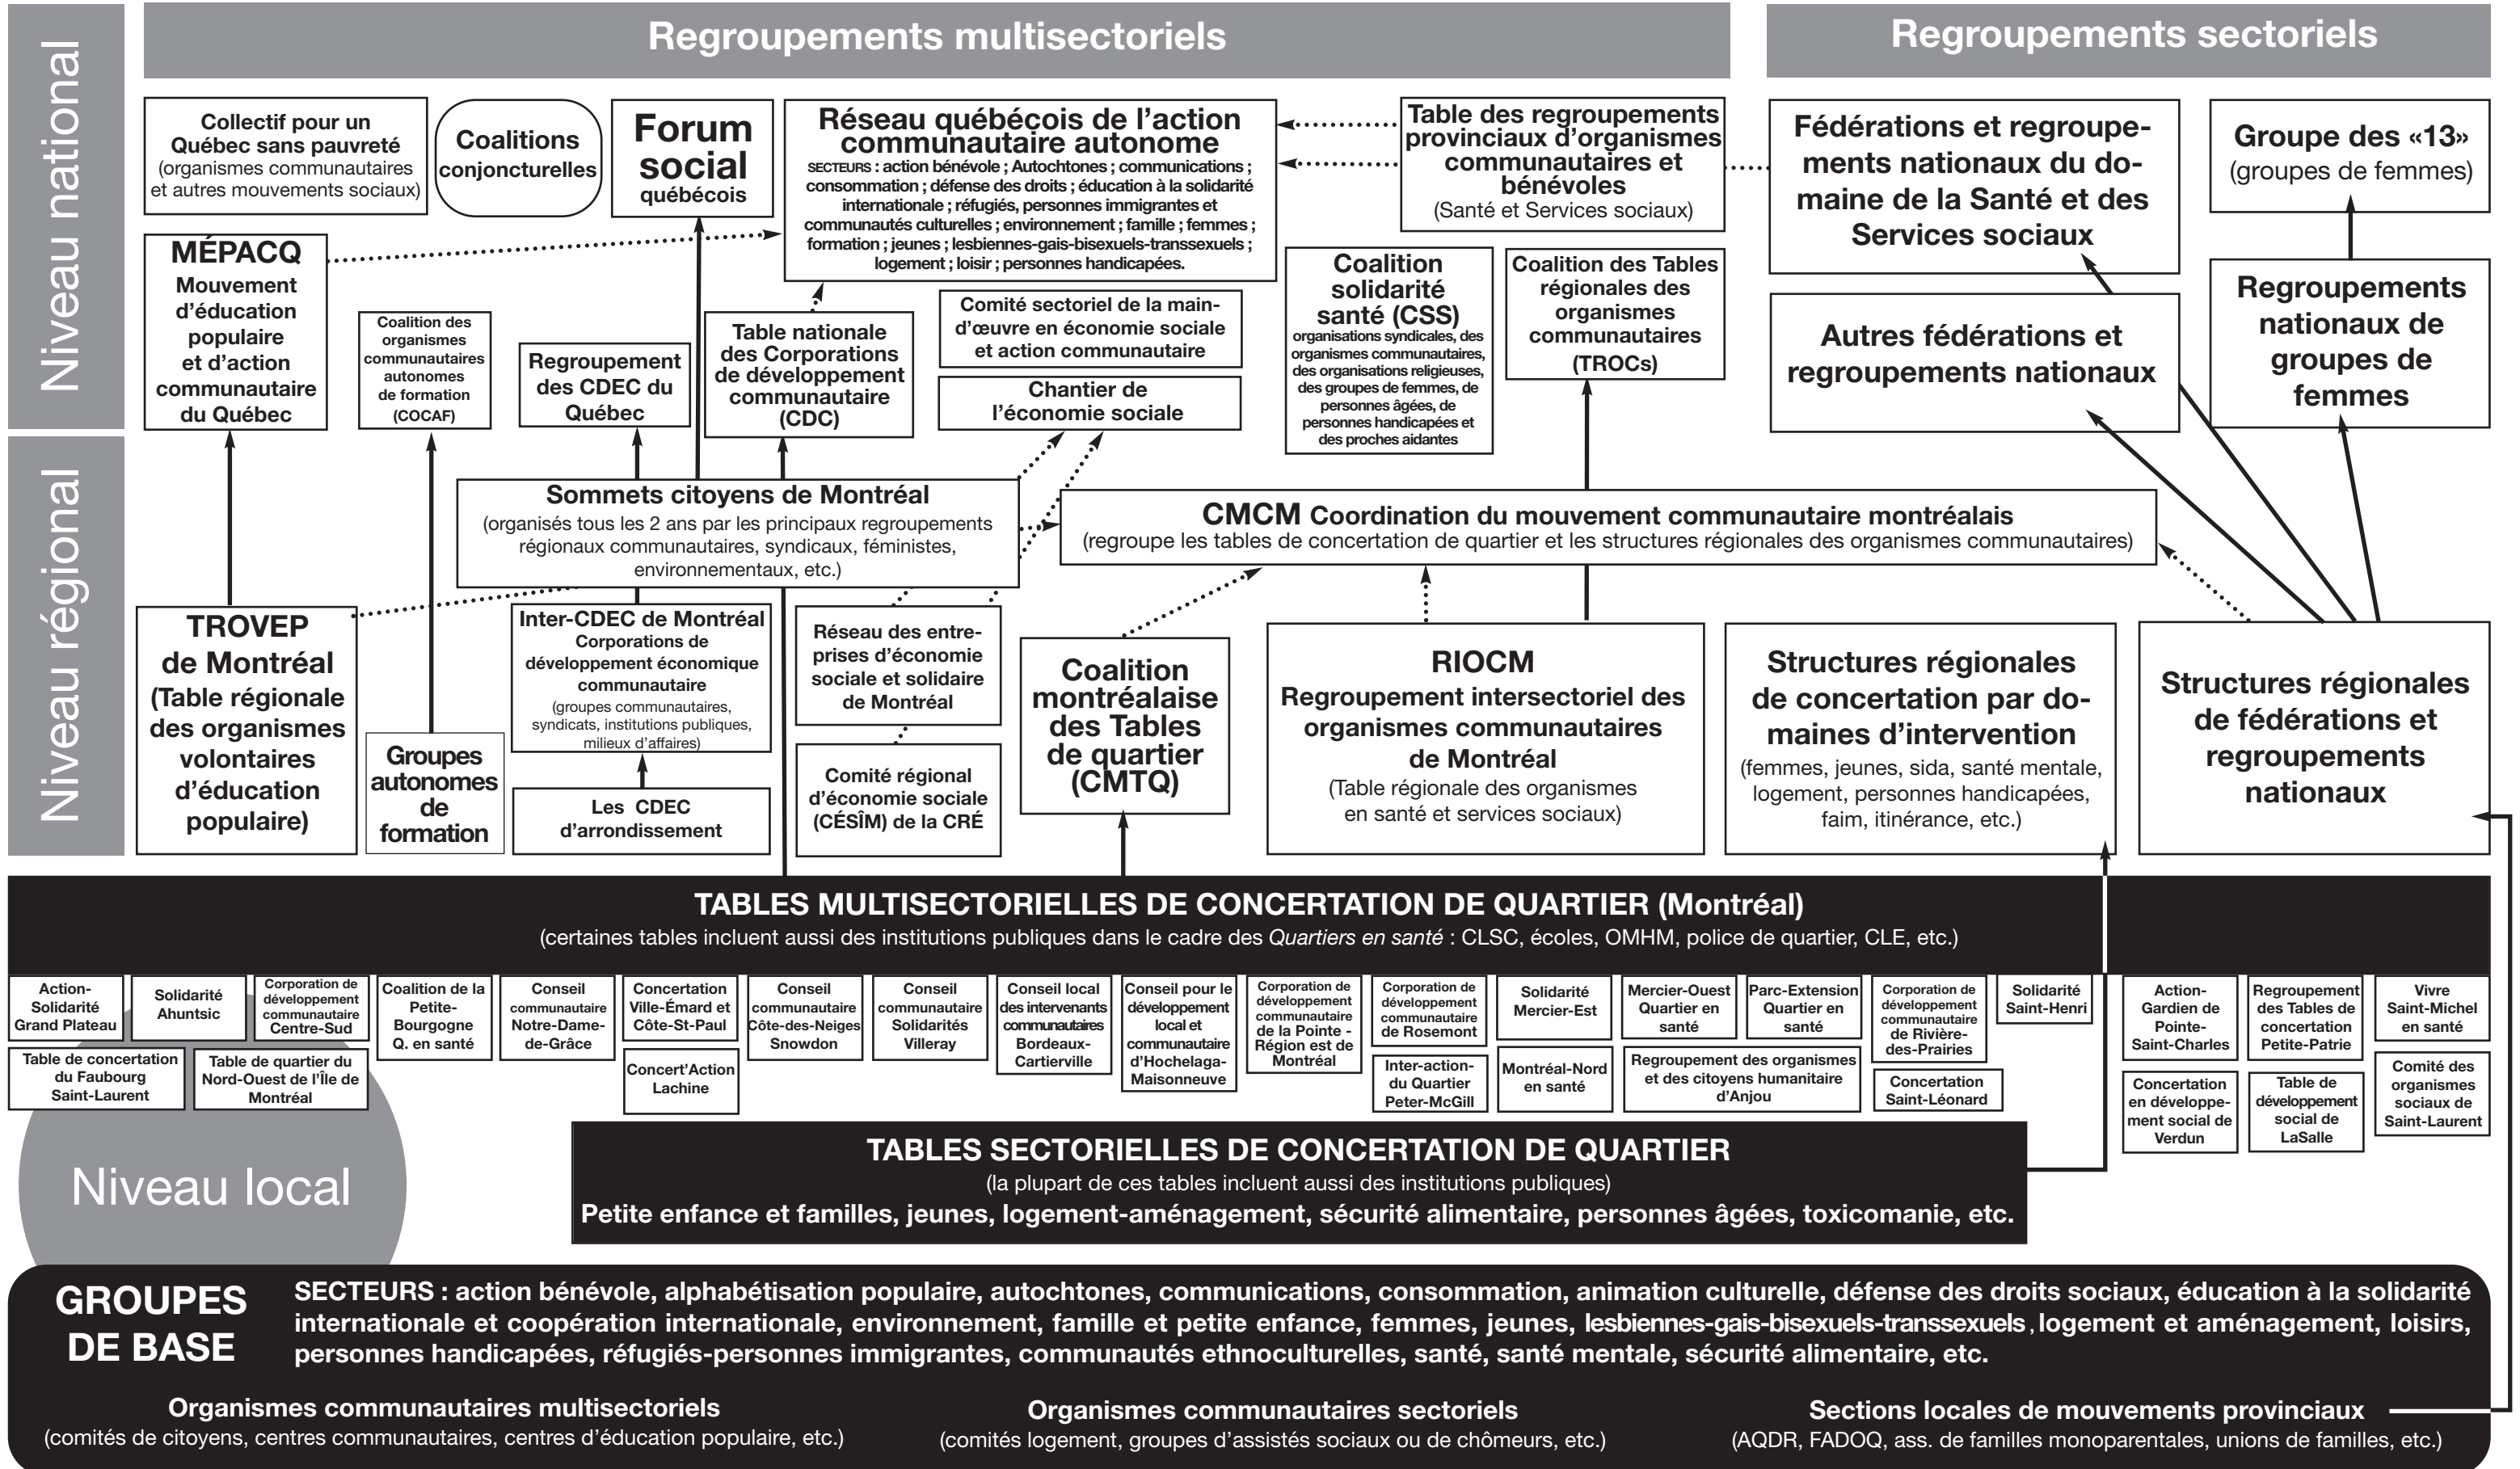 Niveau national
Regroupements multisectoriels
Regroupements sectoriels
Collectif pour un
Québec sans pauvreté
(organismes communautaires
et autres mouvements sociaux)
Coalitions
conjoncturelles
Forum
social
québécois
Réseau québécois de l'action
communautaire autonome
SECTEURS : action bénévole ; Autochtones ; communications ;
consommation ; défense des droits ; éducation à la solidarité
internationale ; réfugiés, personnes immigrantes et
communautés culturelles ; environnement ; famille ; femmes ;
formation ; jeunes ; lesbiennes-gais-bisexuels-transsexuels ;
logement ; loisir ; personnes handicapées.
Table des regroupements
provinciaux d'organismes
communautaires et
bénévoles
(Santé et Services sociaux)
Fédérations et regroupe-
ments nationaux du do-
maine de la Santé et des
Services sociaux
Groupe des «13»
(groupes de femmes)
MÉPACQ
Mouvement
d'éducation
populaire
et d'action
communautaire
du Québec
Coalition des
organismes
communautaires
autonomes
de formation
(COCAF)
Regroupement
des CDEC du
Québec
Table nationale
des Corporations
de développement
communautaire
(CDC)
Comité sectoriel de la main-
d'œuvre en économie sociale
et action communautaire
Chantier de
l'économie sociale
Coalition
solidarité
santé (CSS)
organisations syndicales, des
organismes communautaires,
des organisations religieuses,
des groupes de femmes, de
personnes âgées, de
personnes handicapées et
des proches aidantes
Coalition des Tables
régionales des
organismes
communautaires
(TROCs)
Autres fédérations et
regroupements nationaux
Regroupements
nationaux de
groupes de
femmes
Niveau régional
Sommets citoyens de Montréal
(organisés tous les 2 ans par les principaux regroupements
régionaux communautaires, syndicaux, féministes,
environnementaux, etc.)
CMCM Coordination du mouvement communautaire montréalais
(regroupe les tables de concertation de quartier et les structures régionales des organismes communautaires)
TROVEP
de Montréal
(Table régionale
des organismes
volontaires
d'éducation
populaire)
Groupes
autonomes
de
formation
Inter-CDEC de Montréal
Corporations de
développement économique
communautaire
(groupes communautaires,
syndicats, institutions publiques,
milieux d'affaires)
Les CDEC
d'arrondissement
Réseau des entre-
prises d'économie
sociale et solidaire
de Montréal
Comité régional
d'économie sociale
(CÉSÎM) de la CRÉ
Coalition
montréalaise
des Tables
de quartier
(CMTQ)
RIOCM
Regroupement intersectoriel des
organismes communautaires
de Montréal
(Table régionale des organismes
en santé et services sociaux)
Structures régionales
de concertation par do-
maines d'intervention
(femmes, jeunes, sida, santé mentale,
logement, personnes handicapées,
faim, itinérance, etc.)
Structures régionales
de fédérations et
regroupements
nationaux
TABLES MULTISECTORIELLES DE CONCERTATION DE QUARTIER (Montréal)
(certaines tables incluent aussi des institutions publiques dans le cadre des Quartiers en santé : CLSC, écoles, OMHM, police de quartier, CLE, etc.)
Action-
Solidarité
Grand Plateau
Solidarité
Ahuntsic
Corporation de
développement
communautaire
Centre-Sud
Coalition de la
Petite-
Bourgogne
Q. en santé
Conseil
communautaire
Notre-Dame-
de-Grâce
Concertation
Ville-Émard et
Côte-St-Paul
Conseil
communautaire
Côte-des-Neiges
Snowdon
Conseil
communautaire
Solidarités
Villeray
Conseil local
des intervenants
communautaires
Bordeaux-
Cartierville
Conseil pour le
développement
local et
communautaire
d'Hochelaga-
Maisonneuve
Corporation de
développement
communautaire
de la Pointe -
Région est de
Montréal
Corporation de
développement
communautaire
de Rosemont
Solidarité
Mercier-Est
Mercier-Ouest
Quartier en
santé
Parc-Extension
Quartier en
santé
Corporation de
développement
communautaire
de Rivière-
des-Prairies
Solidarité
Saint-Henri
Action-
Gardien de
Pointe-
Saint-Charles
Regroupement
des Tables de
concertation
Petite-Patrie
Vivre
Saint-Michel
en santé
Table de concertation
du Faubourg
Saint-Laurent
Table de quartier du
Nord-Ouest de l'Île de
Montréal
Concert'Action
Lachine
Inter-action-
du Quartier
Peter-McGill
Montréal-Nord
en santé
Regroupement des organismes
et des citoyens humanitaire
d'Anjou
Concertation
Saint-Léonard
Concertation
en développe-
ment social de
Verdun
Table de
développement
social de
LaSalle
Comité des
organismes
sociaux de
Saint-Laurent
Niveau local
TABLES SECTORIELLES DE CONCERTATION DE QUARTIER
(la plupart de ces tables incluent aussi des institutions publiques)
Petite enfance et familles, jeunes, logement-aménagement, sécurité alimentaire, personnes âgées, toxicomanie, etc.
GROUPES
DE BASE
SECTEURS : action bénévole, alphabétisation populaire, autochtones, communications, consommation, animation culturelle, défense des droits sociaux, éducation à la solidarité
internationale et coopération internationale, environnement, famille et petite enfance, femmes, jeunes, lesbiennes-gais-bisexuels-transsexuels, logement et aménagement, loisirs,
personnes handicapées, réfugiés-personnes immigrantes, communautés ethnoculturelles, santé, santé mentale, sécurité alimentaire, etc.
Organismes communautaires multisectoriels
(comités de citoyens, centres communautaires, centres d'éducation populaire, etc.)
Organismes communautaires sectoriels
(comités logement, groupes d'assistés sociaux ou de chômeurs, etc.)
Sections locales de mouvements provinciaux
(AQDR, FADOQ, ass. de familles monoparentales, unions de familles, etc.)